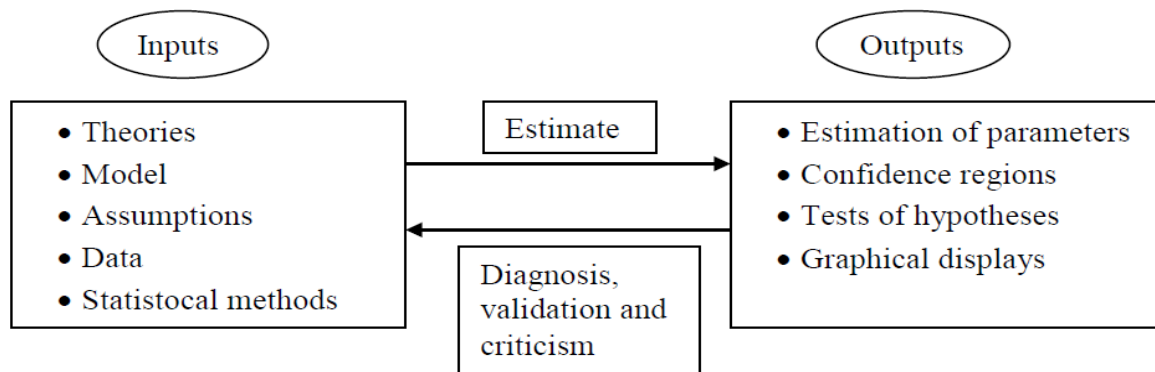 Inputs
Outputs
• Theories
• Model
• Assumptions
• Data
• Statistocal methods
Estimate
Diagnosis,
validation and
criticism
• Estimation of parameters
• Confidence regions
• Tests of hypotheses
• Graphical displays